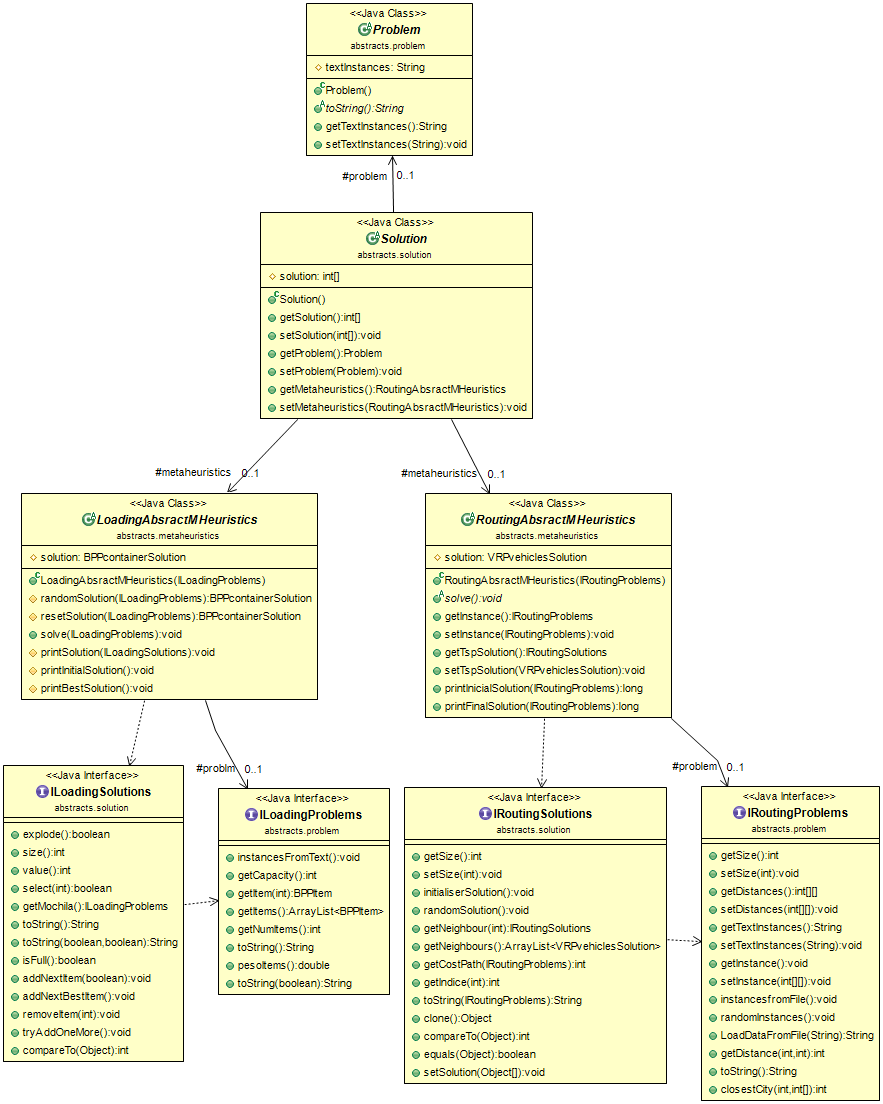 <<Java Class>>
Problem
abstracts.problem
textInstances: String
Problem()
toString():String
getTextInstances():String
setTextInstances(String):void
#problem 0..1
<<Java Class>>
Solution
abstracts.solution
solution: int[]
Solution()
getSolution():int[]
setSolution(int[]):void
getProblem():Problem
setProblem(Problem):void
getMetaheuristics():RoutingAbsractMHeuristics
setMetaheuristics(RoutingAbsractMHeuristics):void
#metaheuristics 0..1
#metaheuristics 0..1
<<Java Class>>
LoadingAbsractMHeuristics
abstracts.metaheuristics
solution: BPPcontainerSolution
LoadingAbstractMHeuristics(ILoadingProblems)
randomSolution(ILoadingProblems):BPPcontainerSolution
resetSolution(ILoadingProblems):BPPcontainerSolution
solve(ILoadingProblems):void
printSolution(ILoadingSolutions):void
printInitialSolution():void
printBestSolution():void
<<Java Class>>
RoutingAbsractMHeuristics
abstracts.metaheuristics
solution: VRPvehiclesSolution
RoutingAbstractMHeuristics(IRoutingProblems)
solve():void
getInstance():IRoutingProblems
setInstance(IRoutingProblems):void
getTspSolution():IRoutingSolutions
setTspSolution(VRPvehiclesSolution):void
printInicialSolution(IRoutingProblems):long
printFinalSolution(IRoutingProblems):long
#problm 0..1
#problem 0..1
<<Java Interface>>
ILoadingSolutions
abstracts.solution
explode():boolean
size():int
value():int
select(int):boolean
getMochila():ILoadingProblems
toString():String
toString(boolean,boolean):String
isFull():boolean
addNextItem(boolean):void
addNextBestItem():void
removeItem(int):void
tryAddOneMore():void
compareTo(Object):int
<<Java Interface>>
ILoadingProblems
abstracts.problem
instancesFromText():void
getCapacity():int
getItem(int):BPPItem
getItems():ArrayList<BPPItem>
getNumItems():int
toString():String
pesoItems():double
toString(boolean):String
<<Java Interface>>
IRoutingSolutions
abstracts.solution
getSize():int
setSize(int):void
initialiserSolution():void
randomSolution():void
getNeighbour(int):IRoutingSolutions
getNeighbours():ArrayList<VRPvehiclesSolution>
getCostPath(IRoutingProblems):int
getIndice(int):int
toString(IRoutingProblems):String
clone():Object
compareTo(Object):int
equals(Object):boolean
setSolution(Object[]):void
<<Java Interface>>
IRoutingProblems
abstracts.problem
getSize():int
setSize(int):void
getDistances():int[][]
setDistances(int[][]):void
getTextInstances():String
setTextInstances(String):void
getInstance():void
setInstance(int[][]):void
instancesfromFile():void
randomInstances():void
LoadDataFromFile(String):String
getDistance(int,int):int
toString():String
closestCity(int,int[]):int